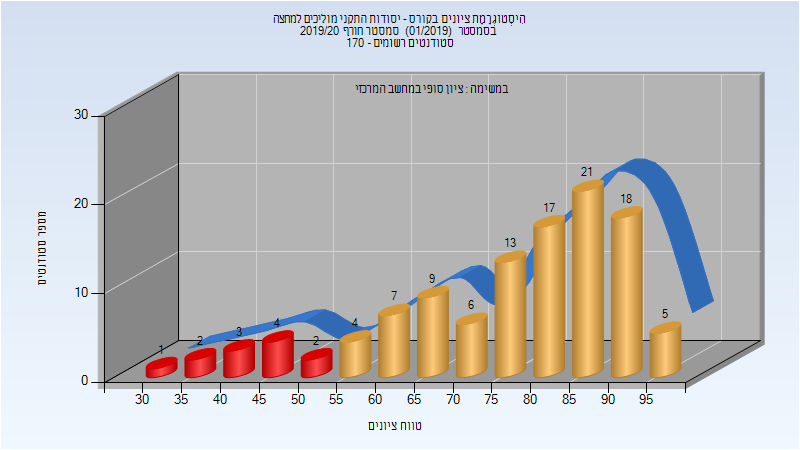 היסטוגרמת ציונים בקורס - יסודות התקני מוליכים למחצה
בסמסטר (01/2019) סמסטר חורף 2019/20
סטודנטים רשומים - 170
במשימה : ציון סופי במחשב המרכזי
30
20
10
0
מספר סטודנטים
1
2
3
4
2
4
7
9
6
13
17
21
18
5
30 35 40 45 50 55 60 65 70 75 80 85 90 95
טווח ציונים